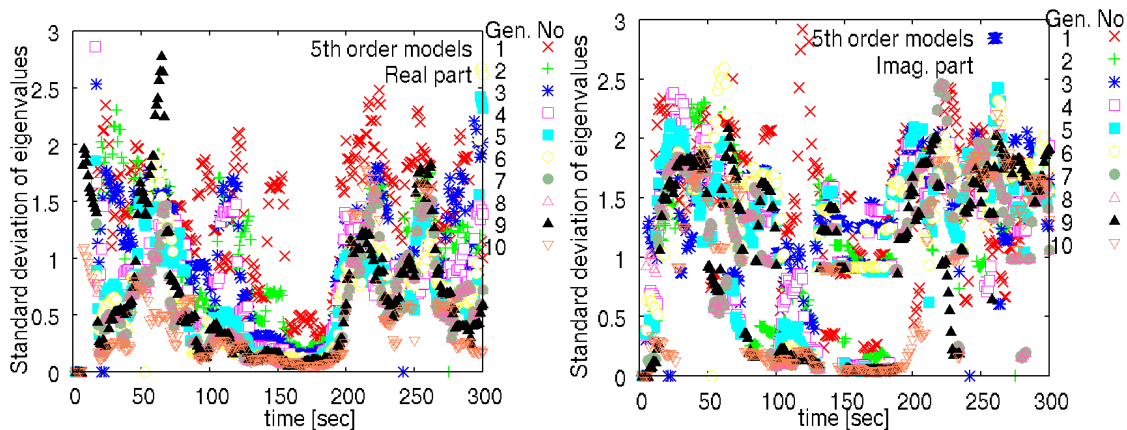 Standard deviation of eigenvalues
3
2.5
2
1.5
1
0.5
0
0 50 100 150 200 250 300
time [sec]
5th order models
Real part
Gen. No
1
2
3
4
5
6
7
8
9
10
Standard deviation of eigenvalues
3
2.5
2
1.5
1
0.5
0
0 50 100 150 200 250 300
time [sec]
5th order models
Imag. part
Gen. No
1
2
3
4
5
6
7
8
9
10